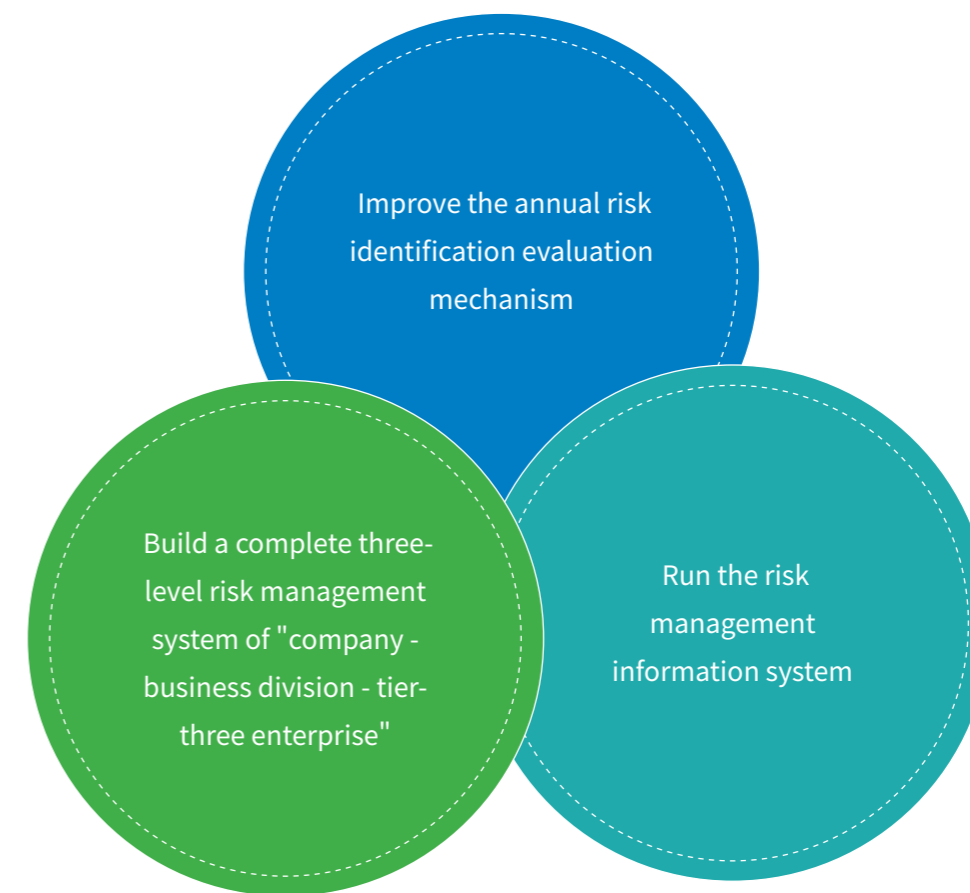 Improve the annual risk
identification evaluation
mechanism
Build a complete three-
level risk management
system of "company -
business division - tier-
three enterprise"
Run the risk
management
information system